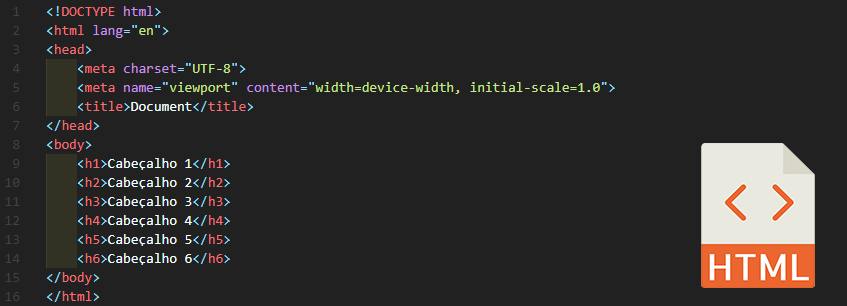 1 <!DOCTYPE html>
2 <html lang="en">
3 <head>
4     <meta charset="UTF-8">
5     <meta name="viewport" content="width=device-width, initial-scale=1.0">
6     <title>Document</title>
7 </head>
8 <body>
9     <h1>Cabeçalho 1</h1>
10     <h2>Cabeçalho 2</h2>
11     <h3>Cabeçalho 3</h3>
12     <h4>Cabeçalho 4</h4>
13     <h5>Cabeçalho 5</h5>
14     <h6>Cabeçalho 6</h6>
15 </body>
16 </html>
< >
HTML